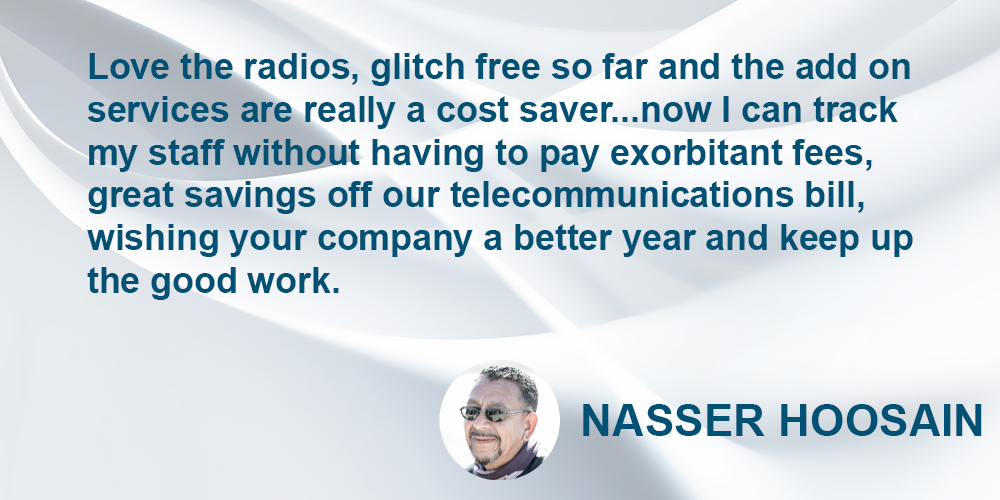 Love the radios, glitch free so far and the add on
services are really a cost saver...now I can track
my staff without having to pay exorbitant fees,
great savings off our telecommunications bill,
wishing your company a better year and keep up
the good work.
NASSER HOOSAIN